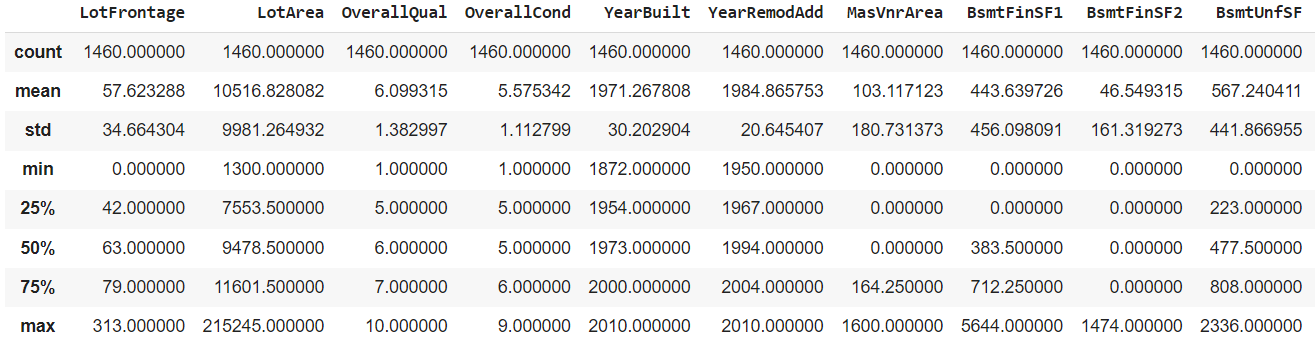 LotFrontage LotArea OverallQual OverallCond YearBuilt YearRemodAdd MasVnrArea BsmtFinSF1 BsmtFinSF2 BsmtUnfSF
count 1460.000000 1460.000000 1460.000000 1460.000000 1460.000000 1460.000000 1460.000000 1460.000000 1460.000000 1460.000000
mean 57.623288 10516.828082 6.099315 5.575342 1971.267808 1984.865753 103.117123 443.639726 46.549315 567.240411
std 34.664304 9981.264932 1.382997 1.112799 30.202904 20.645407 180.731373 456.098091 161.319273 441.866955
min 0.000000 1300.000000 1.000000 1.000000 1872.000000 1950.000000 0.000000 0.000000 0.000000 0.000000
25% 42.000000 7553.500000 5.000000 5.000000 1954.000000 1967.000000 0.000000 0.000000 0.000000 223.000000
50% 63.000000 9478.500000 6.000000 5.000000 1973.000000 1994.000000 0.000000 383.500000 0.000000 477.500000
75% 79.000000 11601.500000 7.000000 6.000000 2000.000000 2004.000000 164.250000 712.250000 0.000000 808.000000
max 313.000000 215245.000000 10.000000 9.000000 2010.000000 2010.000000 1600.000000 5644.000000 1474.000000 2336.000000